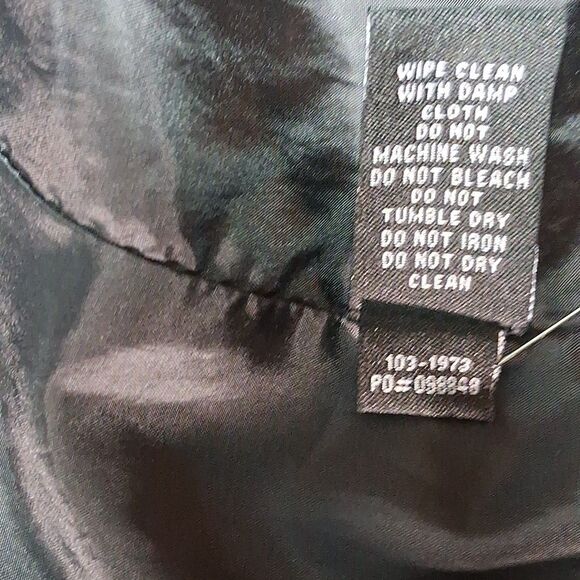 WIPE CLEAN
WITH DAMP
CLOTH
DO NOT
MACHINE WASH
DO NOT BLEACH
DO NOT
TUMBLE DRY
DO NOT IRON
DO NOT DRY
CLEAN
103-1973